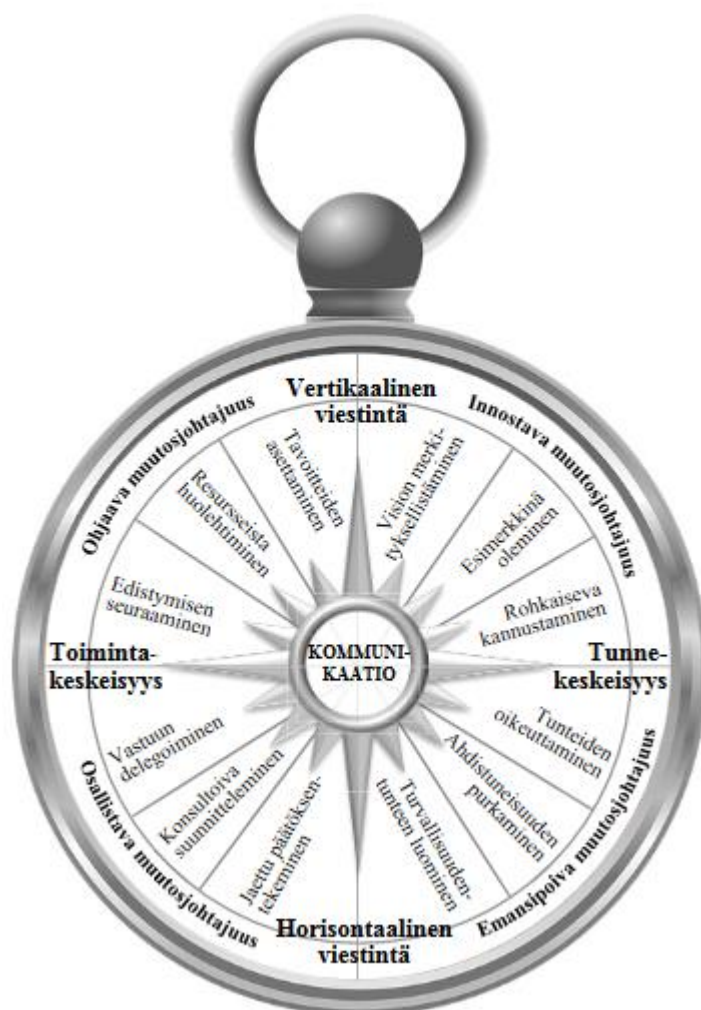 Vertikaalinen
viestintä
Ohjaava muutosjohtajuus
Innostava muutosjohtajuus
Tavoitteiden
asettaminen
Vision merki-
tyksellistäminen
Resursseista
huolehtiminen
Esimerkkinä
oleminen
Edistymisen
seuraaminen
Rohkaiseva
kannustaminen
Toiminta-
keskeisyys
KOMMUNI-
KAATIO
Tunne-
keskeisyys
Vastuun
delegoiminen
Tunteiden
oikeuttaminen
Konsultoiva
suunnitteleminen
Ahdistuneisuuden
purkaminen
Jaettu päätöksen-
tekeminen
Turvallisuuden-
tunteen luominen
Osallistava muutosjohtajuus
Emansipoiva muutosjohtajuus
Horisontaalinen
viestintä